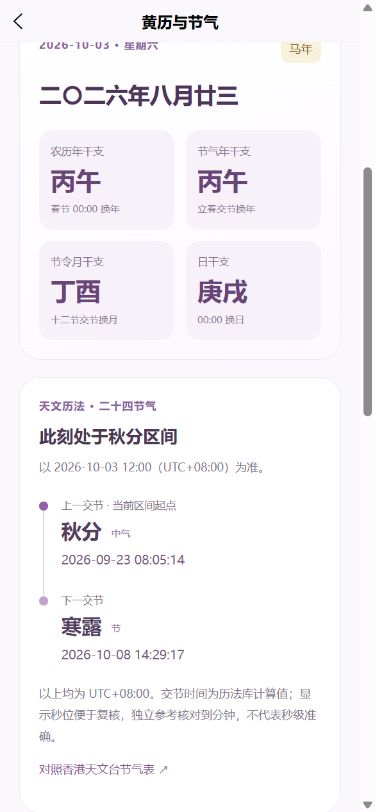 黄历与节气
2026-10-03 • 星期六
马年
二〇二六年八月廿三
农历年干支
丙午
春节 00:00 换年
节气年干支
丙午
立春交节换年
节令月干支
丁酉
十二节交节换月
日干支
庚戌
00:00 换日
天文历法 • 二十四节气
此刻处于秋分区间
以 2026-10-03 12:00（UTC+08:00）为准。
上一交节 · 当前区间起点
秋分 中气
2026-09-23 08:05:14
下一交节
寒露 节
2026-10-08 14:29:17
以上均为 UTC+08:00。交节时间为历法库计算值；显
示秒位便于复核，独立参考核对到分钟，不代表秒级准
确。
对照香港天文台节气表 ↗